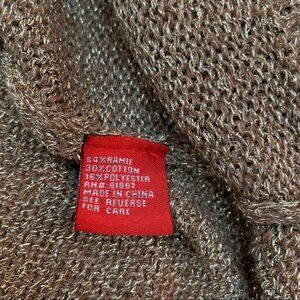 54%RAMIE
30%COTTON
16%POLYESTER
RN#:81867
MADE IN CHINA
SEE REVERSE
FOR CARE